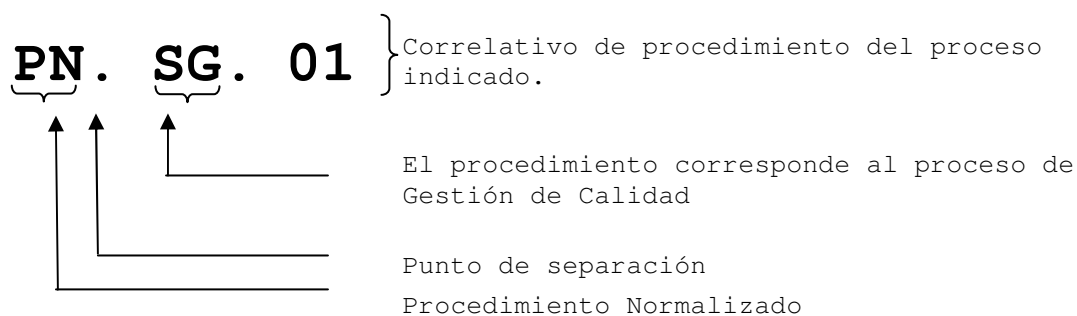 PN. SG. 01
Correlativo de procedimiento del proceso
indicado.
El procedimiento corresponde al proceso de
Gestión de Calidad
Punto de separación
Procedimiento Normalizado